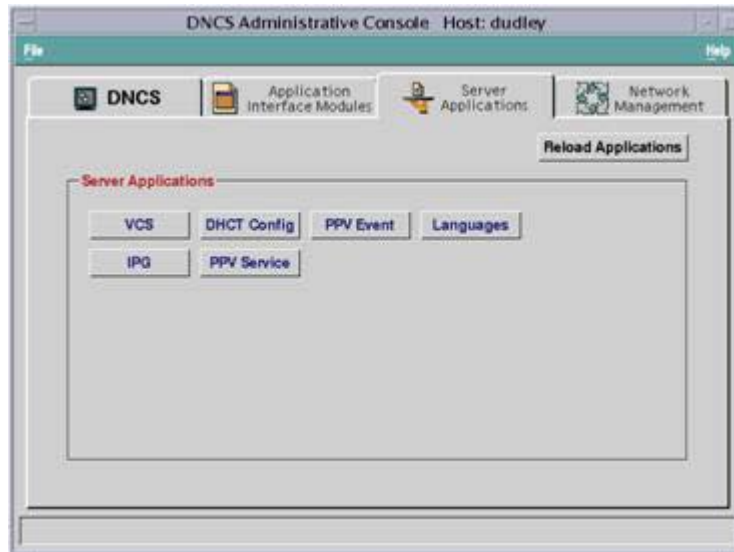 DNCS Administrative Console Host: dudley
File Help
DNCS Application Interface Modules Server Applications Network Management
Reload Applications
Server Applications
VCS DHCT Config PPV Event Languages
IPG PPV Service